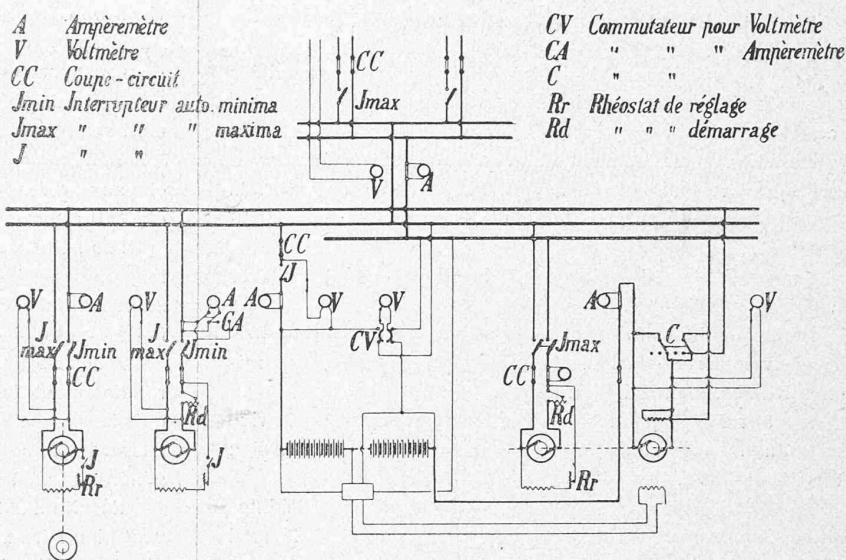 A Ampèremètre
V Voltmètre
CC Coupe-circuit
Jmin Interrupteur auto. minima
Jmax " " " maxima
J " "
CV Commutateur pour Voltmètre
CA " " " Ampèremètre
C " "
Rr Rhéostat de réglage
Rd " " " démarrage
CC
Jmax
V
A
CC
J
V
A
V
A
GA
A
V
V
CV
A
V
J
max
Jmin
CC
J
max
Jmin
Jmax
CC
C
Rd
Rd
J
Rr
J
Rr